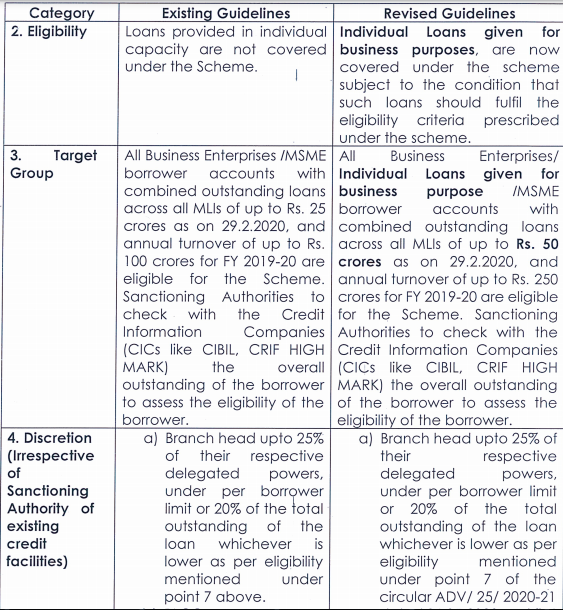 Category
Existing Guidelines
Revised Guidelines
2. Eligibility
Loans provided in individual
capacity are not covered
under the Scheme.
Individual Loans given for
business purposes, are now
covered under the scheme
subject to the condition that
such loans should fulfil the
eligibility criteria prescribed
under the scheme.
3. Target
Group
All Business Enterprises /MSME
borrower accounts with
combined outstanding loans
across all MLIs of up to Rs. 25
crores as on 29.2.2020, and
annual turnover of up to Rs.
100 crores for FY 2019-20 are
eligible for the Scheme.
Sanctioning Authorities to
check with the Credit
Information Companies
(CICs like CIBIL, CRIF HIGH
MARK) the overall
outstanding of the borrower
to assess the eligibility of the
borrower.
All Business Enterprises/
Individual Loans given for
business purpose /MSME
borrower accounts with
combined outstanding loans
across all MLIs of up to Rs. 50
crores as on 29.2.2020, and
annual turnover of up to Rs. 250
crores for FY 2019-20 are eligible
for the Scheme. Sanctioning
Authorities to check with the
Credit Information Companies
(CICs like CIBIL, CRIF HIGH
MARK) the overall outstanding
of the borrower to assess the
eligibility of the borrower.
4. Discretion
(Irrespective
of
Sanctioning
Authority of
existing
credit
facilities)
a) Branch head upto 25%
of their respective
delegated powers,
under per borrower
limit or 20% of the total
outstanding of the
loan whichever is
lower as per eligibility
mentioned under
point 7 above.
a) Branch head upto 25% of
their respective
delegated powers,
under per borrower limit
or 20% of the total
outstanding of the loan
whichever is lower as per
eligibility mentioned
under point 7 of the
circular ADV/ 25/ 2020-21